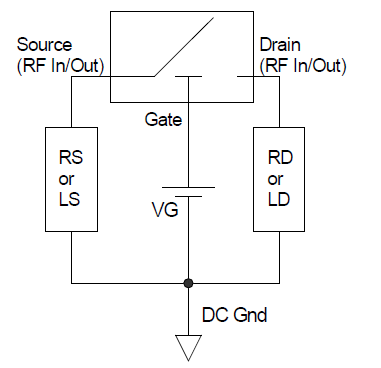 Source
(RF In/Out)
Drain
(RF In/Out)
Gate
RS
or
LS
RD
or
LD
VG
DC Gnd